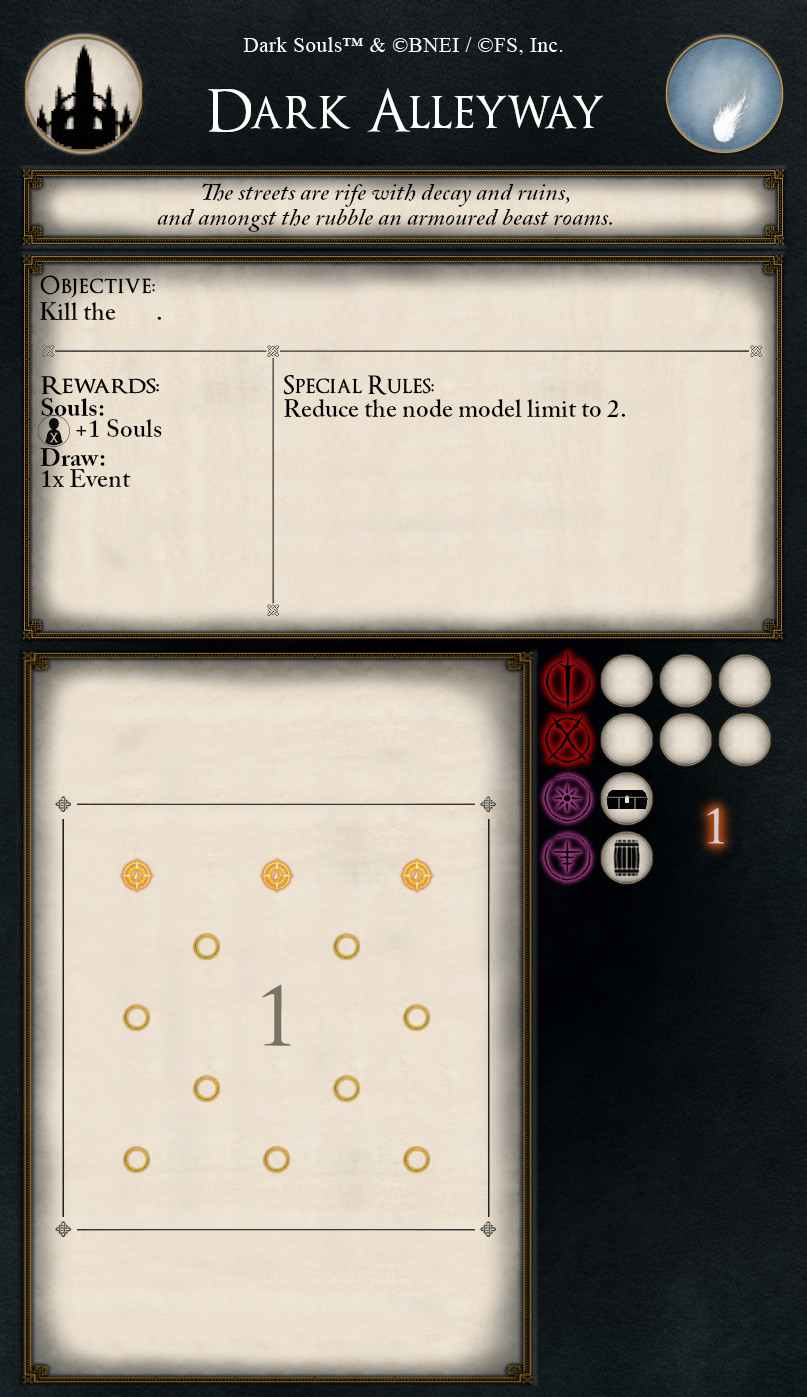 Dark Souls™ & ©BNEI / ©FS, Inc.
Dark Alleyway
The streets are rife with decay and ruins,
and amongst the rubble an armoured beast roams.
Objective:
Kill the .
Rewards:
Souls:
X +1 Souls
Draw:
1x Event
Special Rules:
Reduce the node model limit to 2.
1
1